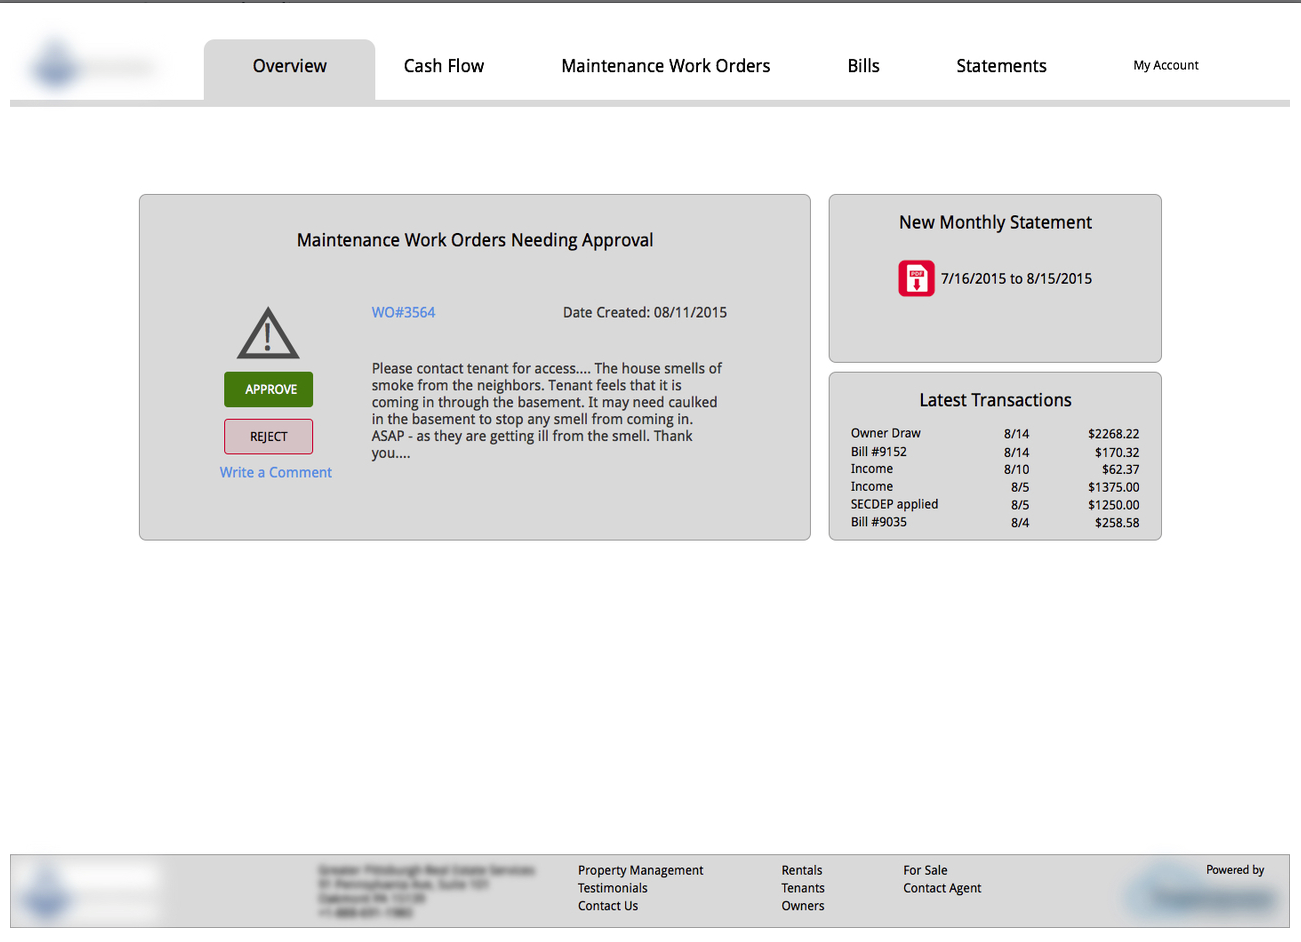 Overview
Cash Flow
Maintenance Work Orders
Bills
Statements
My Account
Maintenance Work Orders Needing Approval
WO#3564
Date Created: 08/11/2015
APPROVE
REJECT
Write a Comment
Please contact tenant for access.... The house smells of
smoke from the neighbors. Tenant feels that it is
coming in through the basement. It may need caulked
in the basement to stop any smell from coming in.
ASAP - as they are getting ill from the smell. Thank
you....
New Monthly Statement
PDF
7/16/2015 to 8/15/2015
Latest Transactions
Owner Draw 8/14 $2268.22
Bill #9152 8/14 $170.32
Income 8/10 $62.37
Income 8/5 $1375.00
SECDEP applied 8/5 $1250.00
Bill #9035 8/4 $258.58
Property Management
Testimonials
Contact Us
Rentals
Tenants
Owners
For Sale
Contact Agent
Powered by